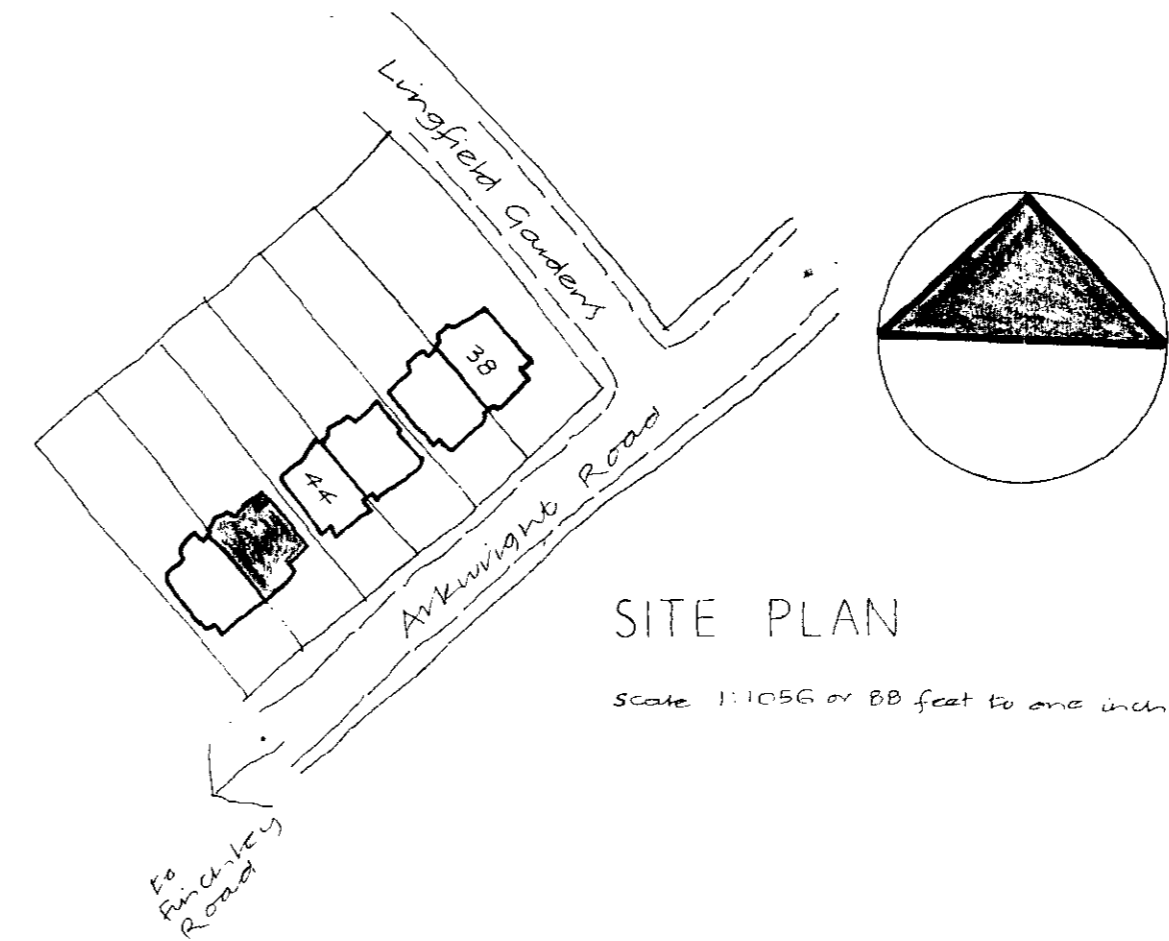 Lingfield Gardens
38
44
Arkwright Road
SITE PLAN
scale 1:1056 or 88 feet to one inch
to
Finchley
Road